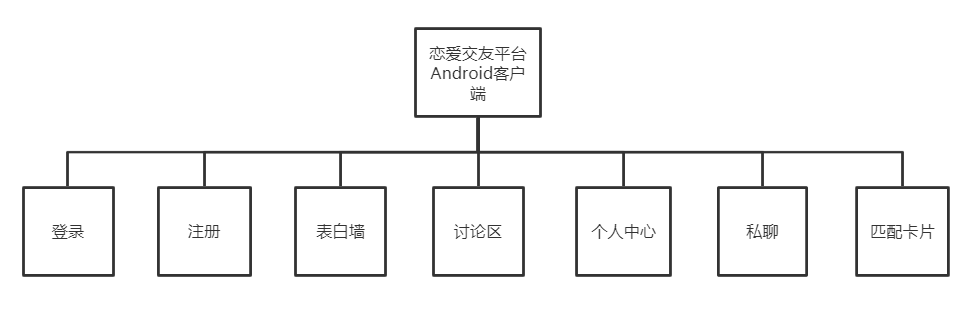 恋爱交友平台
Android客户
端
登录
注册
表白墙
讨论区
个人中心
私聊
匹配卡片